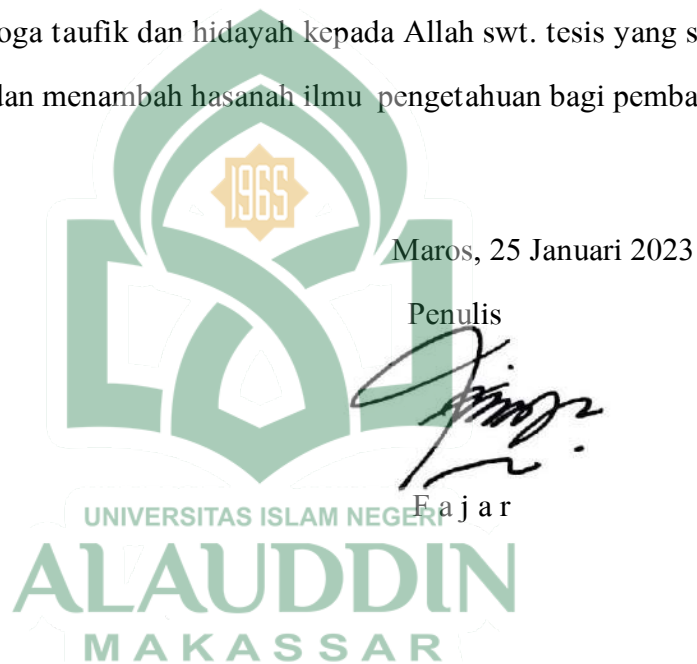 oga taufik dan hidayah kepada Allah swt. tesis yang s
dan menambah hasanah ilmu pengetahuan bagi pemba
1965
Maros, 25 Januari 2023
Penulis
F a j a r
UNIVERSITAS ISLAM NEGERI
ALAUDDIN
MAKASSAR